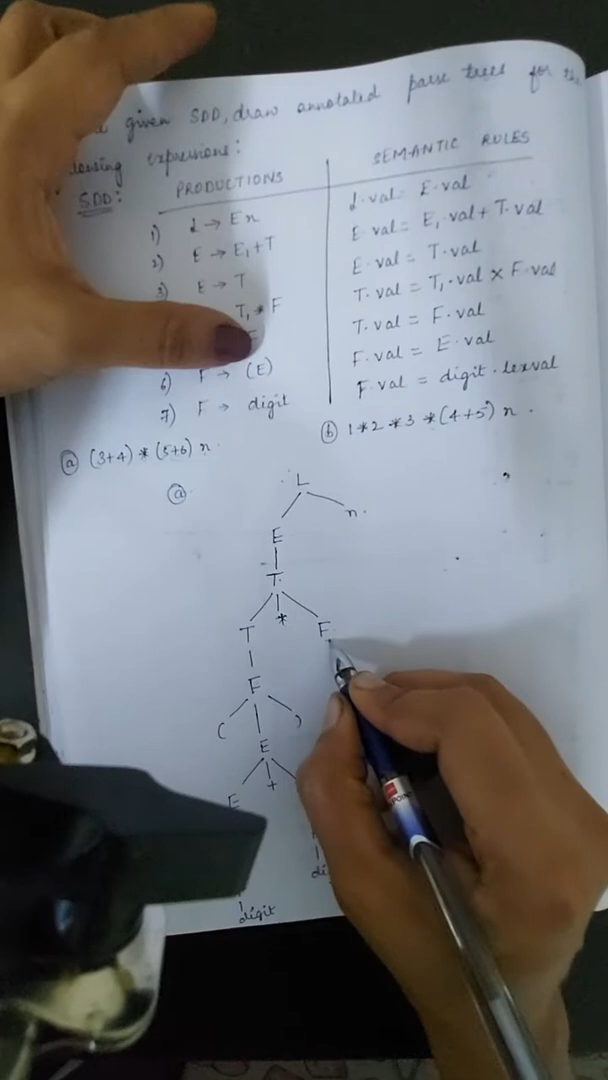 given SDD, draw annotated parse trees for the
expressions:
SDD:
PRODUCTIONS
SEMANTIC RULES
1) L → En
L.val = E.val
2) E → E₁+T
E.val = E₁.val + T.val
3) E → T
E.val = T.val
T₁ * F
T.val = T₁.val × F.val
T.val = F.val
6) F → (E)
F.val = E.val
7) F → digit
F.val = digit.lexval
ⓐ (3+4) * (5+6) n.
ⓑ 1*2*3*(4+5) n.
ⓐ
L
E n.
T
T * F
F
( E )
E +
digit